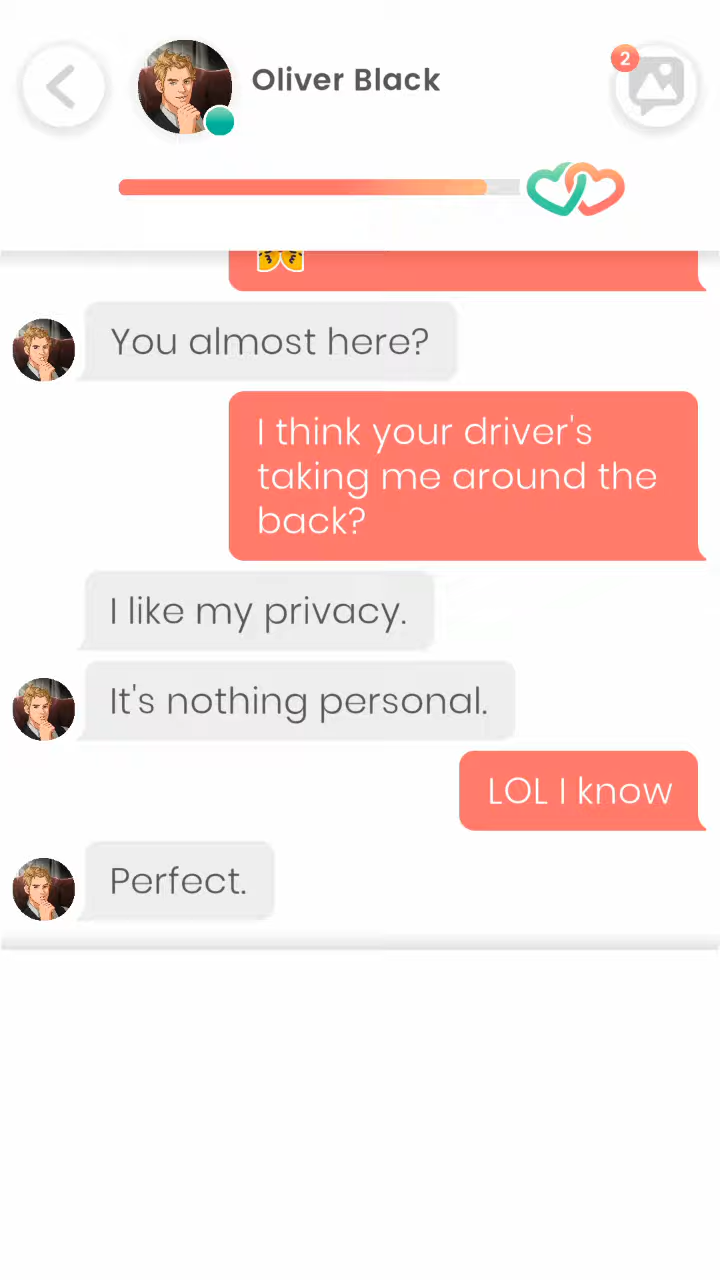 Oliver Black
2
You almost here?
I think your driver's
taking me around the
back?
I like my privacy.
It's nothing personal.
LOL I know
Perfect.